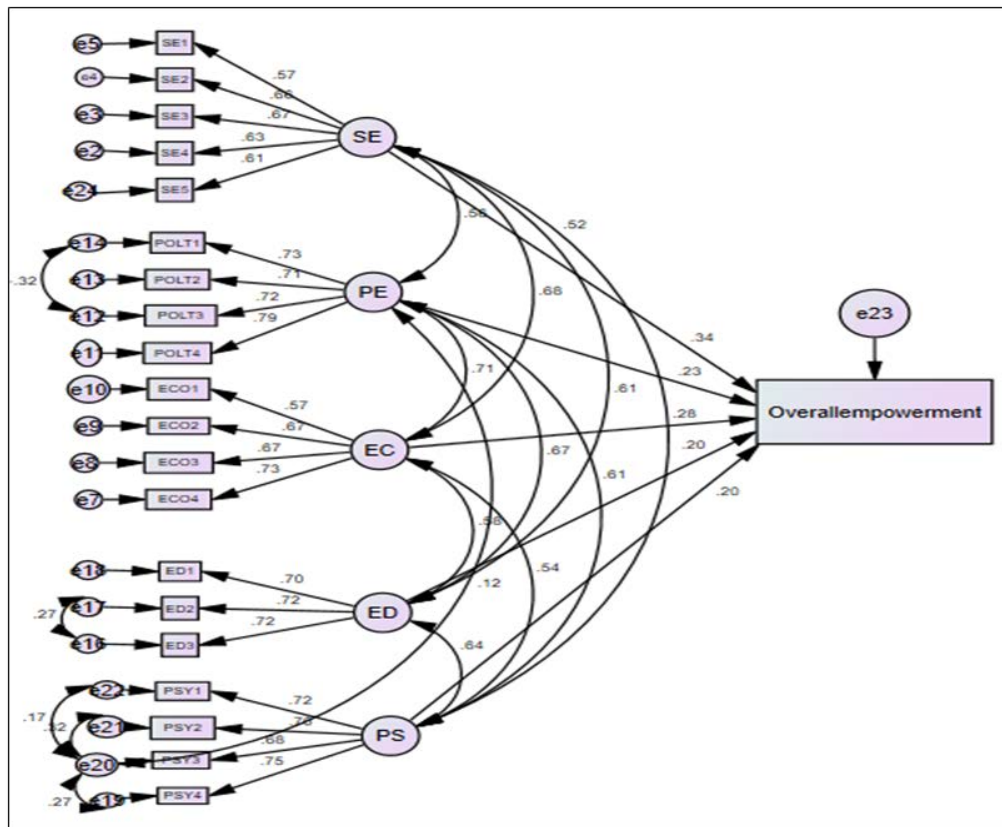 e5 SE1
.57
e4 SE2
.66
e3 SE3
.67
SE
e2 SE4
.63
e24 SE5
.61
.58
.52
e14 POLT1
.73
e13 POLT2
.71
-.32
PE
e12 POLT3
.72
.68
e23
e11 POLT4
.79
.34
.71
.23
.61
e10 ECO1
.57
Overallempowerment
e9 ECO2
.67
.28
EC
.20
e8 ECO3
.67
.67
e7 ECO4
.73
.61
.20
.58
e18 ED1
.70
.54
.12
e17 ED2
.72
.27
ED
e16 ED3
.72
.64
e22 PSY1
.72
.17
e21 PSY2
.32
PS
.68
e20 PSY3
.75
e19 PSY4
.27